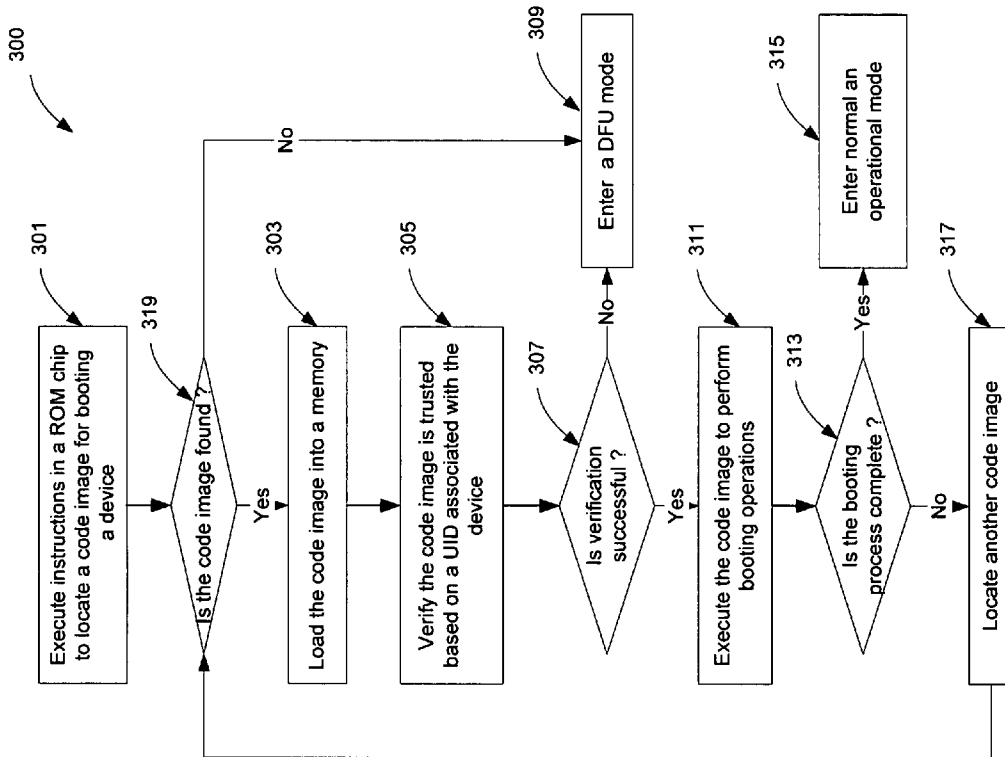 300
301
Execute instructions in a ROM chip
to locate a code image for booting
a device
319
Is the code image found ?
No
Yes
303
Load the code image into a memory
305
Verify the code image is trusted
based on a UID associated with the
device
307
Is verification
successful ?
No
309
Enter a DFU mode
Yes
311
Execute the code image to perform
booting operations
313
Is the booting
process complete ?
Yes
315
Enter normal an
operational mode
No
317
Locate another code image